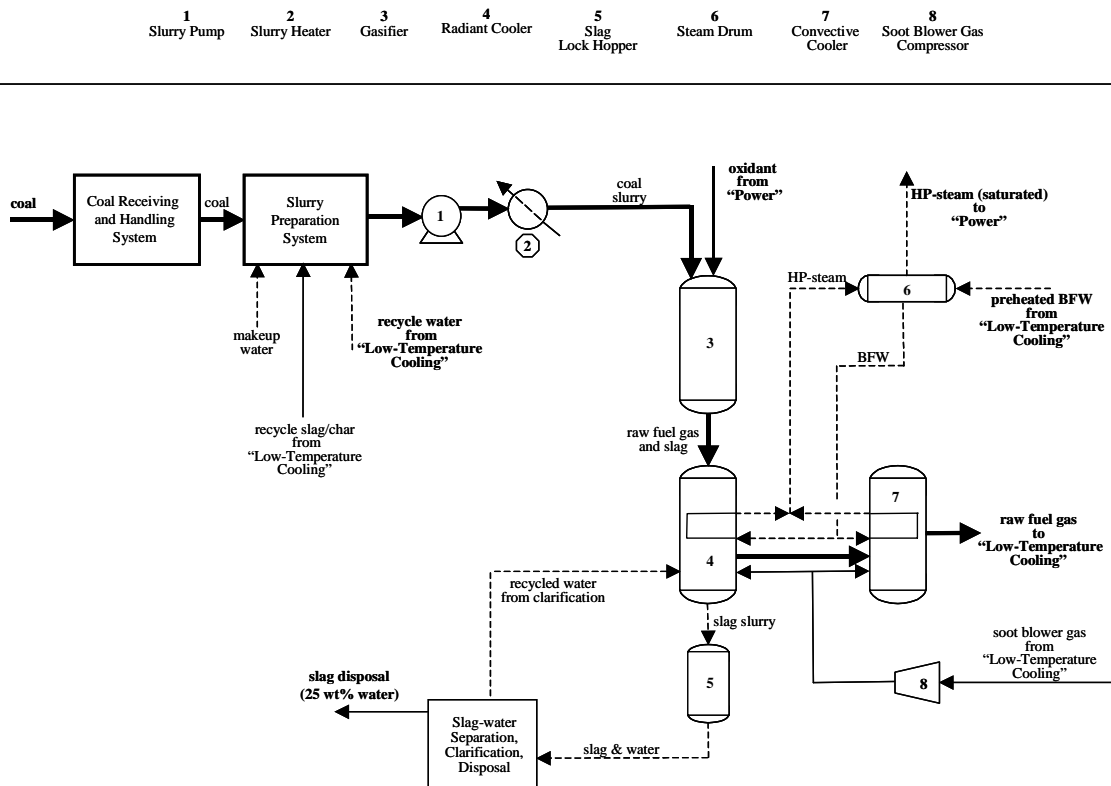 1
Slurry Pump
2
Slurry Heater
3
Gasifier
4
Radiant Cooler
5
Slag
Lock Hopper
6
Steam Drum
7
Convective
Cooler
8
Soot Blower Gas
Compressor
coal
Coal Receiving
and Handling
System
coal
Slurry
Preparation
System
1
2
coal
slurry
oxidant
from
“Power”
HP-steam (saturated)
to
“Power”
HP-steam
6
preheated BFW
from
“Low-Temperature
Cooling”
makeup
water
recycle water
from
“Low-Temperature
Cooling”
3
BFW
recycle slag/char
from
“Low-Temperature
Cooling”
raw fuel gas
and slag
7
raw fuel gas
to
“Low-Temperature
Cooling”
4
recycled water
from clarification
slag slurry
soot blower gas
from
“Low-Temperature
Cooling”
slag disposal
(25 wt% water)
5
8
Slag-water
Separation,
Clarification,
Disposal
slag & water